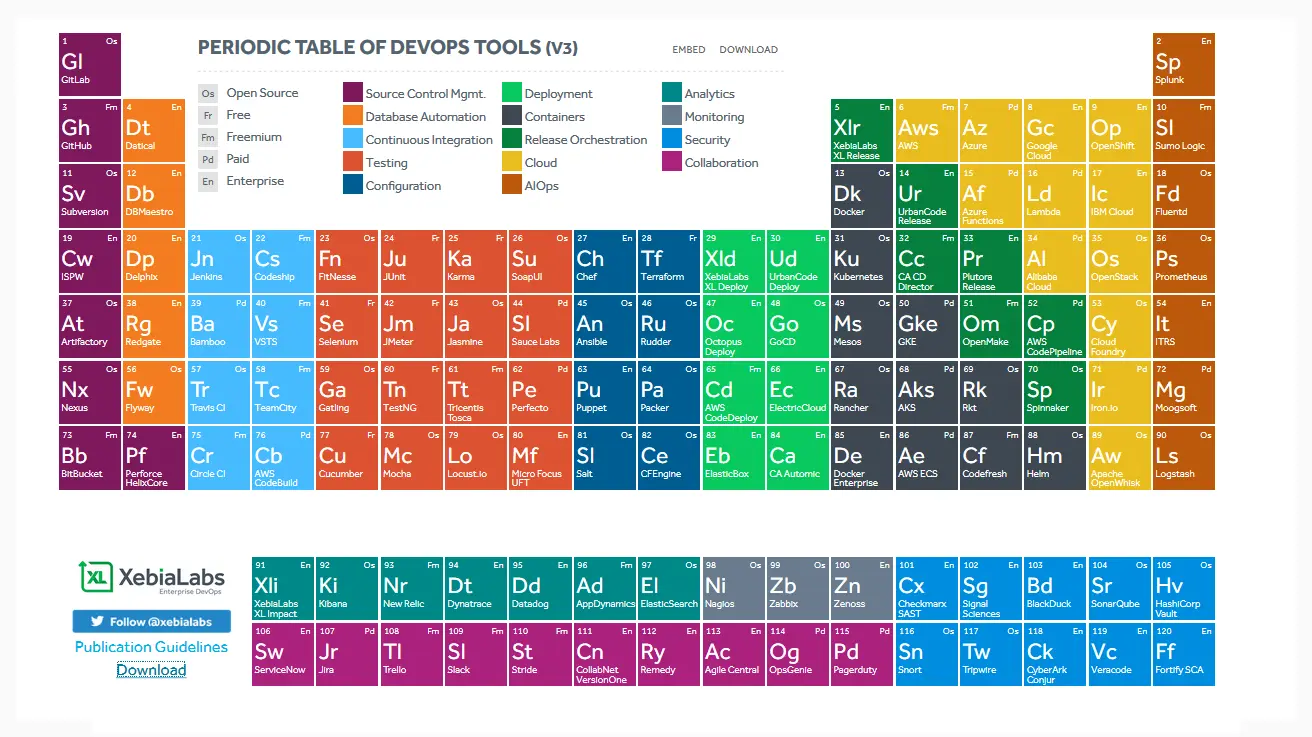 PERIODIC TABLE OF DEVOPS TOOLS (V3)
EMBED DOWNLOAD
Os Open Source
Fr Free
Fm Freemium
Pd Paid
En Enterprise
Source Control Mgmt.
Database Automation
Continuous Integration
Testing
Configuration
Deployment
Containers
Release Orchestration
Cloud
AIOps
Analytics
Monitoring
Security
Collaboration
1 Os
Gl
GitLab
2 En
Sp
Splunk
3 Fm
Gh
GitHub
4 En
Dt
Datical
5 En
Xlr
XebiaLabs
XL Release
6 Fm
Aws
AWS
7 Pd
Az
Azure
8 En
Gc
Google
Cloud
9 En
Op
OpenShift
10 Fm
Sl
Sumo Logic
11 Os
Sv
Subversion
12 En
Db
DBMaestro
13 Os
Dk
Docker
14 En
Ur
UrbanCode
Release
15 Pd
Af
Azure
Functions
16 Pd
Ld
Lambda
17 En
Ic
IBM Cloud
18 Os
Fd
Fluentd
19 En
Cw
ISPW
20 En
Dp
Delphix
21 Os
Jn
Jenkins
22 Fm
Cs
Codeship
23 Os
Fn
FitNesse
24 Fr
Ju
JUnit
25 Fr
Ka
Karma
26 Os
Su
SoapUI
27 En
Ch
Chef
28 Fr
Tf
Terraform
29 En
Xld
XebiaLabs
XL Deploy
30 En
Ud
UrbanCode
Deploy
31 Os
Ku
Kubernetes
32 Fm
Cc
CA CD
Director
33 En
Pr
Plutora
Release
34 Pd
Al
Alibaba
Cloud
35 Os
Os
OpenStack
36 Os
Ps
Prometheus
37 Os
At
Artifactory
38 En
Rg
Redgate
39 Pd
Ba
Bamboo
40 Fm
Vs
VSTS
41 Fr
Se
Selenium
42 Fr
Jm
JMeter
43 Os
Ja
Jasmine
44 Pd
Sl
Sauce Labs
45 Os
An
Ansible
46 Os
Ru
Rudder
47 En
Oc
Octopus
Deploy
48 Os
Go
GoCD
49 Os
Ms
Mesos
50 Pd
Gke
GKE
51 Fm
Om
OpenMake
52 Pd
Cp
AWS
CodePipeline
53 Os
Cy
Cloud
Foundry
54 En
It
ITRS
55 Os
Nx
Nexus
56 Os
Fw
Flyway
57 Os
Tr
Travis CI
58 Fm
Tc
TeamCity
59 Os
Ga
Gatling
60 Fr
Tn
TestNG
61 Fm
Tt
Tricentis
Tosca
62 Pd
Pe
Perfecto
63 En
Pu
Puppet
64 Os
Pa
Packer
65 Fm
Cd
AWS
CodeDeploy
66 En
Ec
ElectricCloud
67 Os
Ra
Rancher
68 Pd
Aks
AKS
69 Os
Rk
Rkt
70 Os
Sp
Spinnaker
71 Pd
Ir
Iron.io
72 Pd
Mg
Moogsoft
73 Fm
Bb
BitBucket
74 En
Pf
Perforce
HelixCore
75 Fm
Cr
Circle CI
76 Pd
Cb
AWS
CodeBuild
77 Fr
Cu
Cucumber
78 Os
Mc
Mocha
79 Os
Lo
Locust.io
80 En
Mf
Micro Focus
UFT
81 Os
Sl
Salt
82 Os
Ce
CFEngine
83 En
Eb
ElasticBox
84 En
Ca
CA Automic
85 En
De
Docker
Enterprise
86 Pd
Ae
AWS ECS
87 Fm
Cf
Codefresh
88 Os
Hm
Helm
89 Os
Aw
Apache
OpenWhisk
90 Os
Ls
Logstash
XL XebiaLabs
Enterprise DevOps
Follow @xebialabs
Publication Guidelines
Download
91 En
Xli
XebiaLabs
XL Impact
92 Os
Ki
Kibana
93 Fm
Nr
New Relic
94 En
Dt
Dynatrace
95 En
Dd
Datadog
96 Fm
Ad
AppDynamics
97 Os
El
ElasticSearch
98 Os
Ni
Nagios
99 Os
Zb
Zabbix
100 En
Zn
Zenoss
101 En
Cx
Checkmarx
SAST
102 En
Sg
Signal
Sciences
103 En
Bd
BlackDuck
104 Os
Sr
SonarQube
105 Os
Hv
HashiCorp
Vault
106 En
Sw
ServiceNow
107 Pd
Jr
Jira
108 Fm
Tl
Trello
109 Fm
Sl
Slack
110 Fm
St
Stride
111 En
Cn
CollabNet
VersionOne
112 En
Ry
Remedy
113 En
Ac
Agile Central
114 Pd
Og
OpsGenie
115 Pd
Pd
Pagerduty
116 Os
Sn
Snort
117 Os
Tw
Tripwire
118 En
Ck
CyberArk
Conjur
119 En
Vc
Veracode
120 En
Ff
Fortify SCA